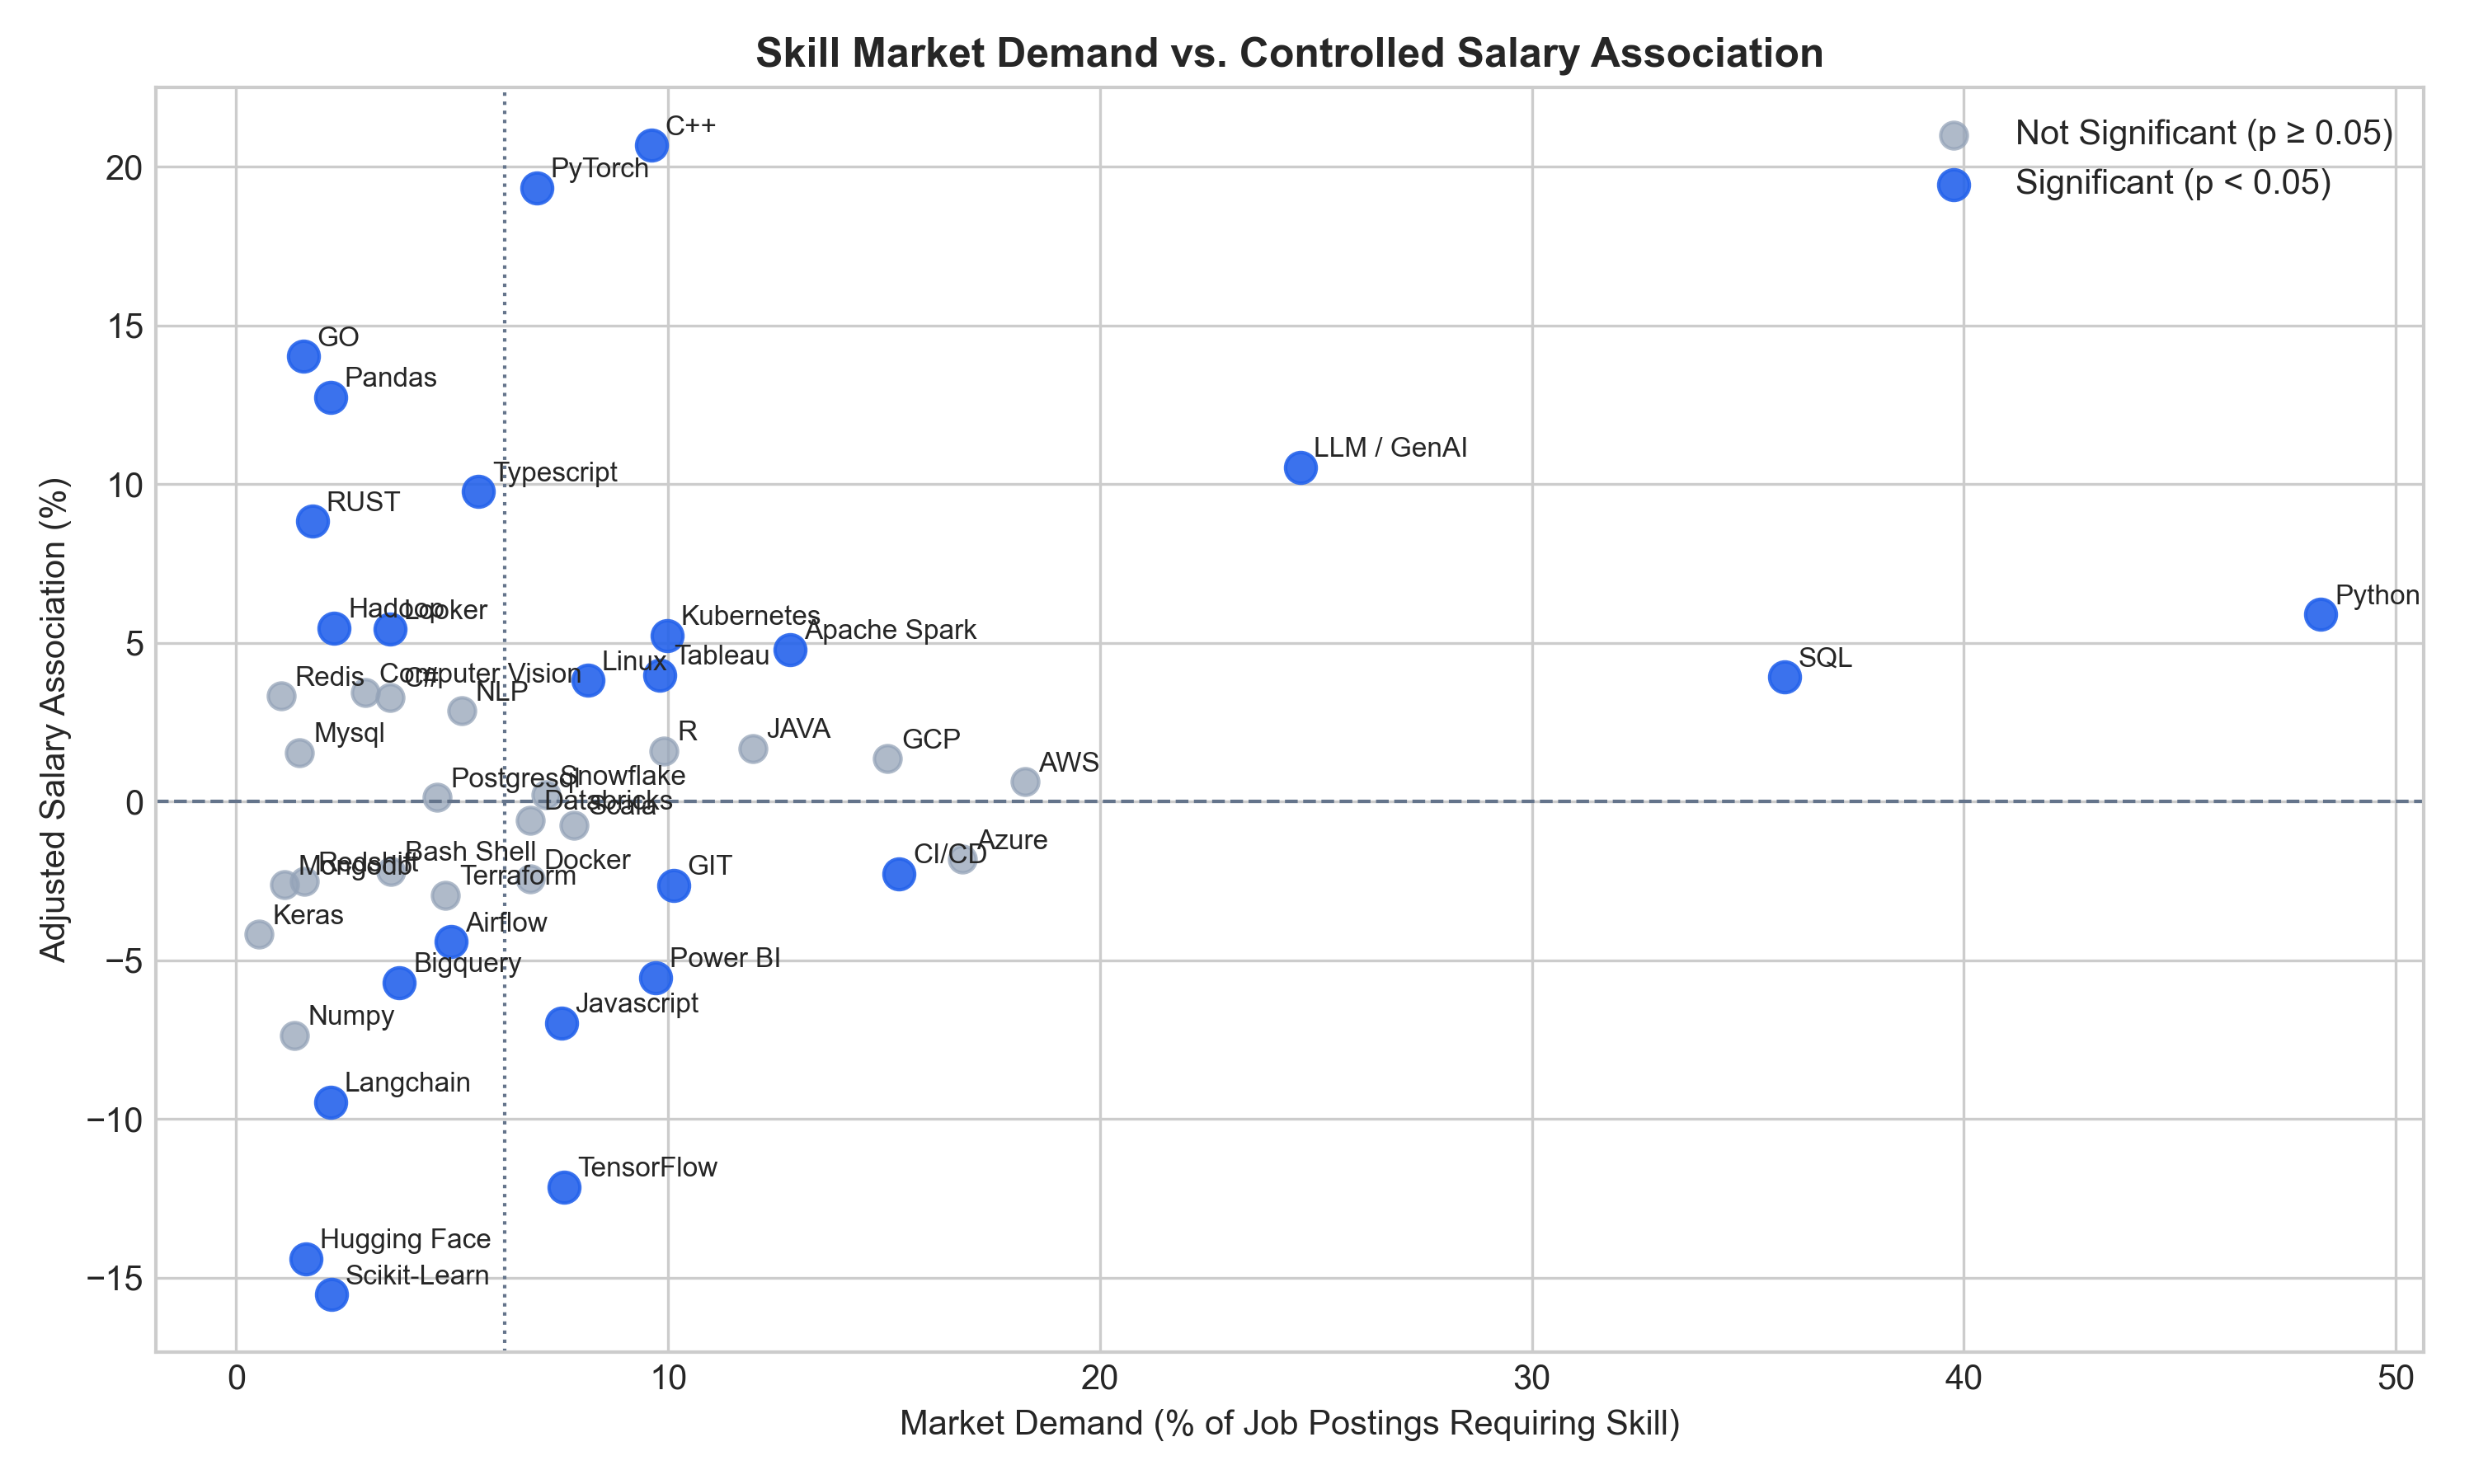 Skill Market Demand vs. Controlled Salary Association
Not Significant (p ≥ 0.05)
Significant (p < 0.05)
Adjusted Salary Association (%)
20
15
10
5
0
−5
−10
−15
C++
PyTorch
GO
Pandas
LLM / GenAI
Typescript
RUST
Python
Hadoop
Looker
Kubernetes
Apache Spark
Linux
Tableau
SQL
Redis
Computer Vision
C#
NLP
Mysql
R
JAVA
GCP
AWS
Postgresql
Snowflake
Databricks
Scala
Mongodb
Redshift
Bash Shell
Terraform
Docker
GIT
CI/CD
Azure
Keras
Airflow
Bigquery
Power BI
Javascript
Numpy
Langchain
TensorFlow
Hugging Face
Scikit-Learn
0
10
20
30
40
50
Market Demand (% of Job Postings Requiring Skill)